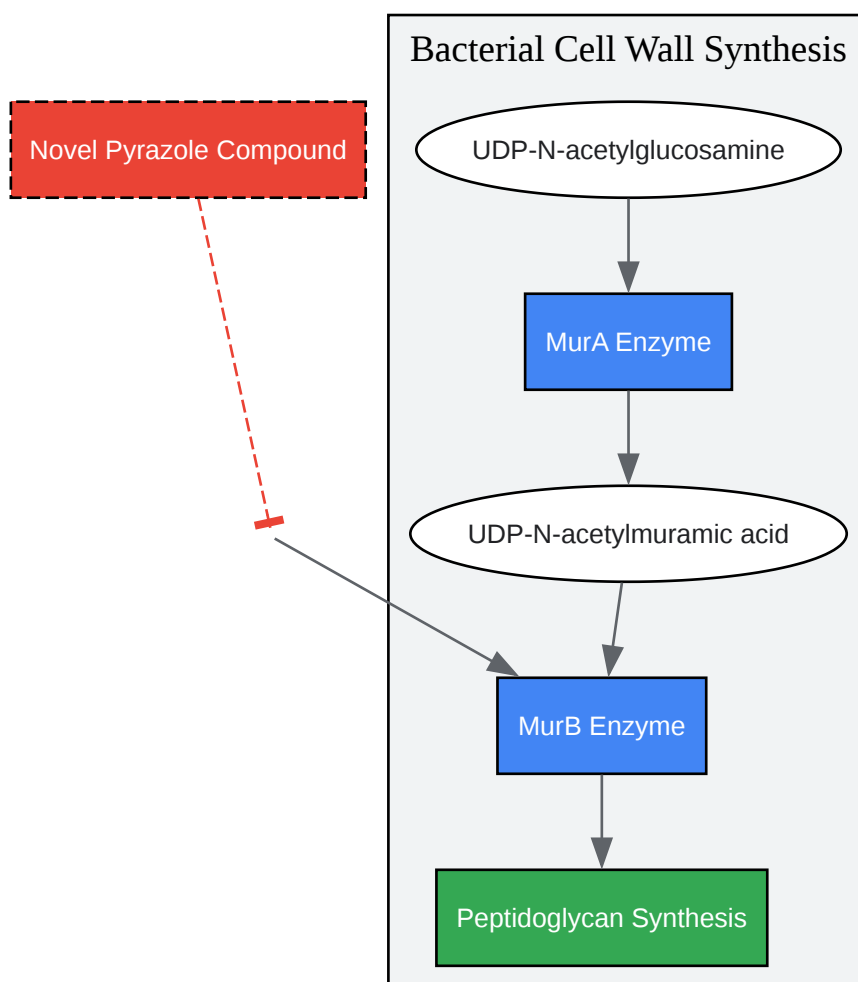 Bacterial Cell Wall Synthesis
Novel Pyrazole Compound
UDP-N-acetylglucosamine
MurA Enzyme
UDP-N-acetylmuramic acid
MurB Enzyme
Peptidoglycan Synthesis